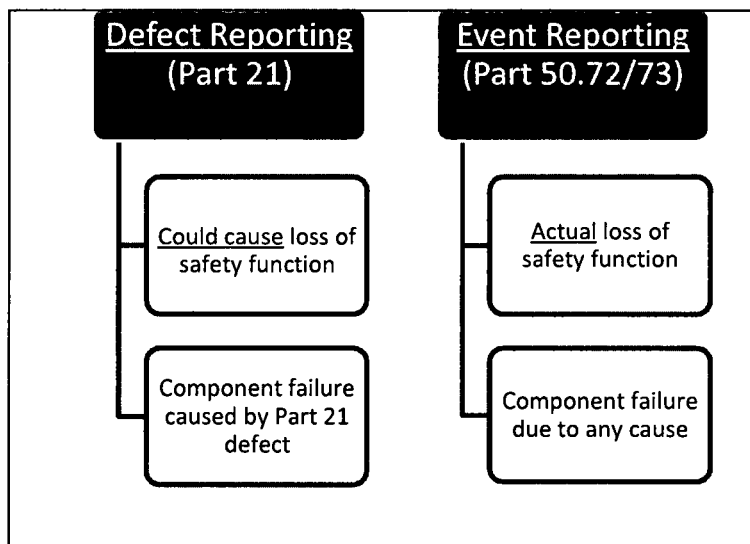 Defect Reporting
(Part 21)
Could cause loss of
safety function
Component failure
caused by Part 21
defect
Event Reporting
(Part 50.72/73)
Actual loss of
safety function
Component failure
due to any cause